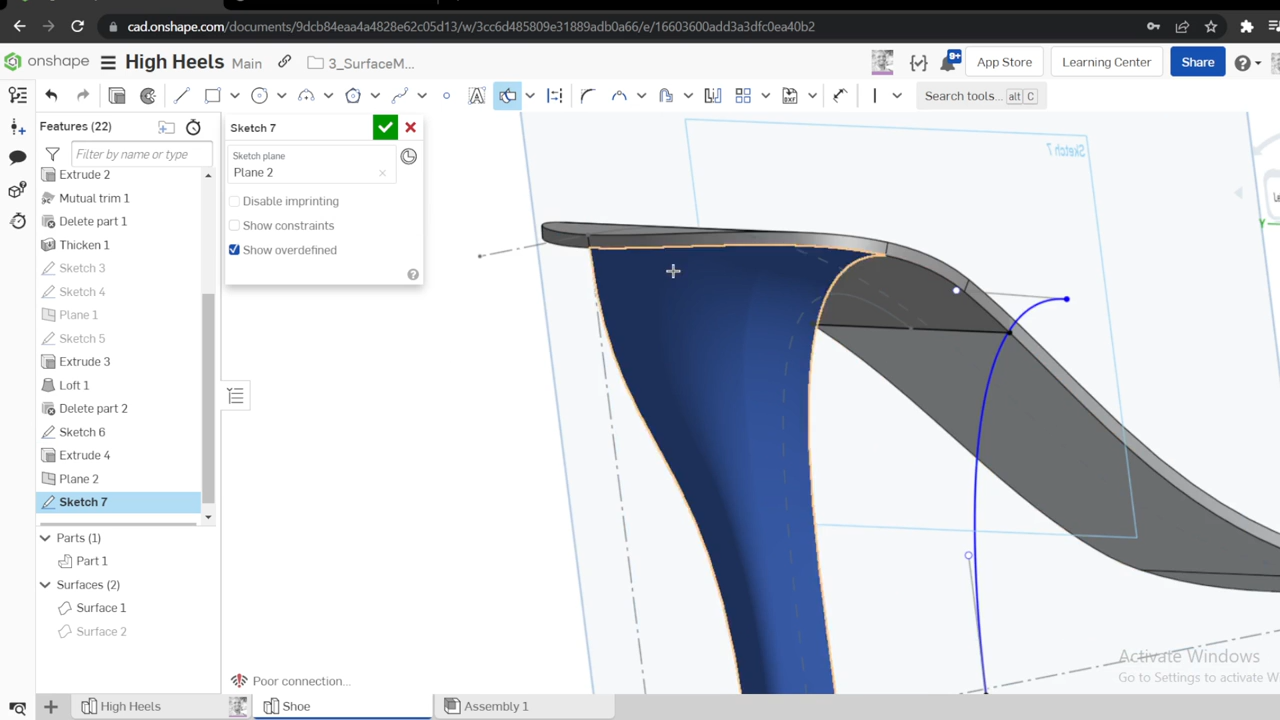 cad.onshape.com/documents/9dcb84eaa4a4828e62c05d13/w/3cc6d485809e31889adb0a66/e/16603600add3a3dfc0ea40b2
onshape High Heels Main 3_SurfaceM... App Store Learning Center Share
Search tools... alt C
Features (22)
Filter by name or type
Extrude 2
Mutual trim 1
Delete part 1
Thicken 1
Sketch 3
Sketch 4
Plane 1
Sketch 5
Extrude 3
Loft 1
Delete part 2
Sketch 6
Extrude 4
Plane 2
Sketch 7
Parts (1)
Part 1
Surfaces (2)
Surface 1
Surface 2
Sketch 7
Sketch plane
Plane 2
Disable imprinting
Show constraints
Show overdefined
Sketch 7
Poor connection...
Activate Windows
Go to Settings to activate W
High Heels Shoe Assembly 1